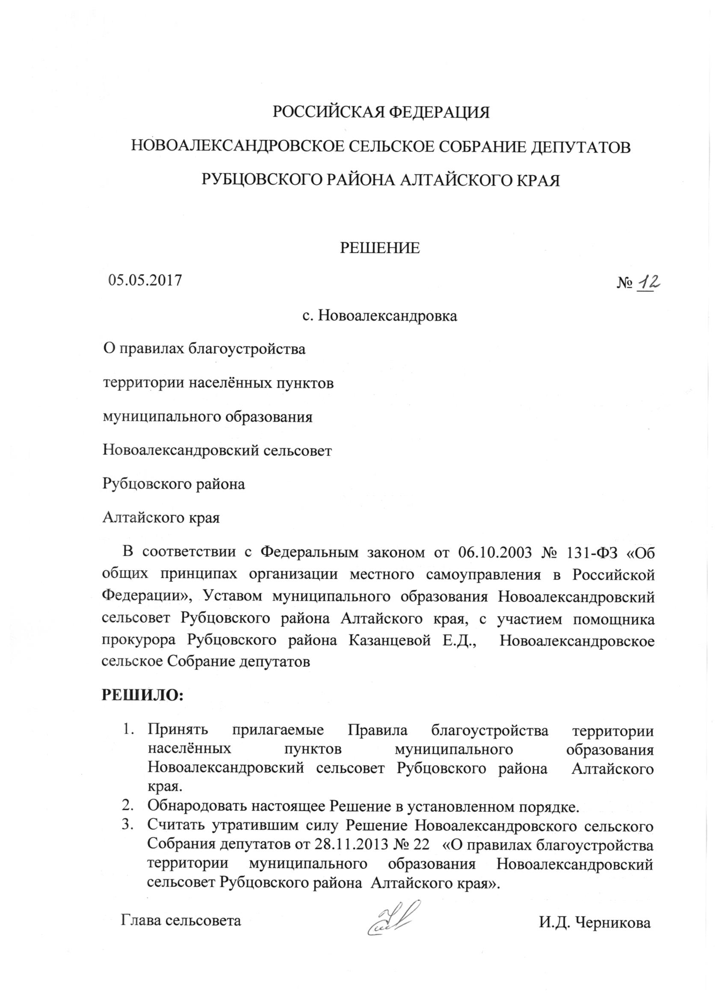 РОССИЙСКАЯ ФЕДЕРАЦИЯ
НОВОАЛЕКСАНДРОВСКОЕ СЕЛЬСКОЕ СОБРАНИЕ ДЕПУТАТОВ
РУБЦОВСКОГО РАЙОНА АЛТАЙСКОГО КРАЯ
РЕШЕНИЕ
05.05.2017 № 12
с. Новоалександровка
О правилах благоустройства
территории населённых пунктов
муниципального образования
Новоалександровский сельсовет
Рубцовского района
Алтайского края
В соответствии с Федеральным законом от 06.10.2003 № 131-ФЗ «Об
общих принципах организации местного самоуправления в Российской
Федерации», Уставом муниципального образования Новоалександровский
сельсовет Рубцовского района Алтайского края, с участием помощника
прокурора Рубцовского района Казанцевой Е.Д., Новоалександровское
сельское Собрание депутатов
РЕШИЛО:
1. Принять прилагаемые Правила благоустройства территории
населённых пунктов муниципального образования
Новоалександровский сельсовет Рубцовского района Алтайского
края.
2. Обнародовать настоящее Решение в установленном порядке.
3. Считать утратившим силу Решение Новоалександровского сельского
Собрания депутатов от 28.11.2013 № 22 «О правилах благоустройства
территории муниципального образования Новоалександровский
сельсовет Рубцовского района Алтайского края».
Глава сельсовета И.Д. Черникова